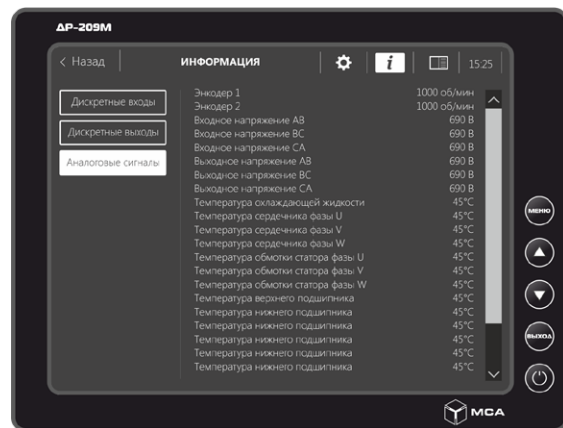 ДР-209М
< Назад
ИНФОРМАЦИЯ
i
15:25
Дискретные входы
Дискретные выходы
Аналоговые сигналы
Энкодер 1 1000 об/мин
Энкодер 2 1000 об/мин
Входное напряжение АВ 690 В
Входное напряжение ВС 690 В
Входное напряжение СА 690 В
Выходное напряжение АВ 690 В
Выходное напряжение ВС 690 В
Выходное напряжение СА 690 В
Температура охлаждающей жидкости 45°С
Температура сердечника фазы U 45°С
Температура сердечника фазы V 45°С
Температура сердечника фазы W 45°С
Температура обмотки статора фазы U 45°С
Температура обмотки статора фазы V 45°С
Температура обмотки статора фазы W 45°С
Температура верхнего подшипника 45°С
Температура нижнего подшипника 45°С
Температура нижнего подшипника 45°С
Температура нижнего подшипника 45°С
Температура нижнего подшипника 45°С
Температура нижнего подшипника 45°С
МЕНЮ
ВЫХОД
МСА